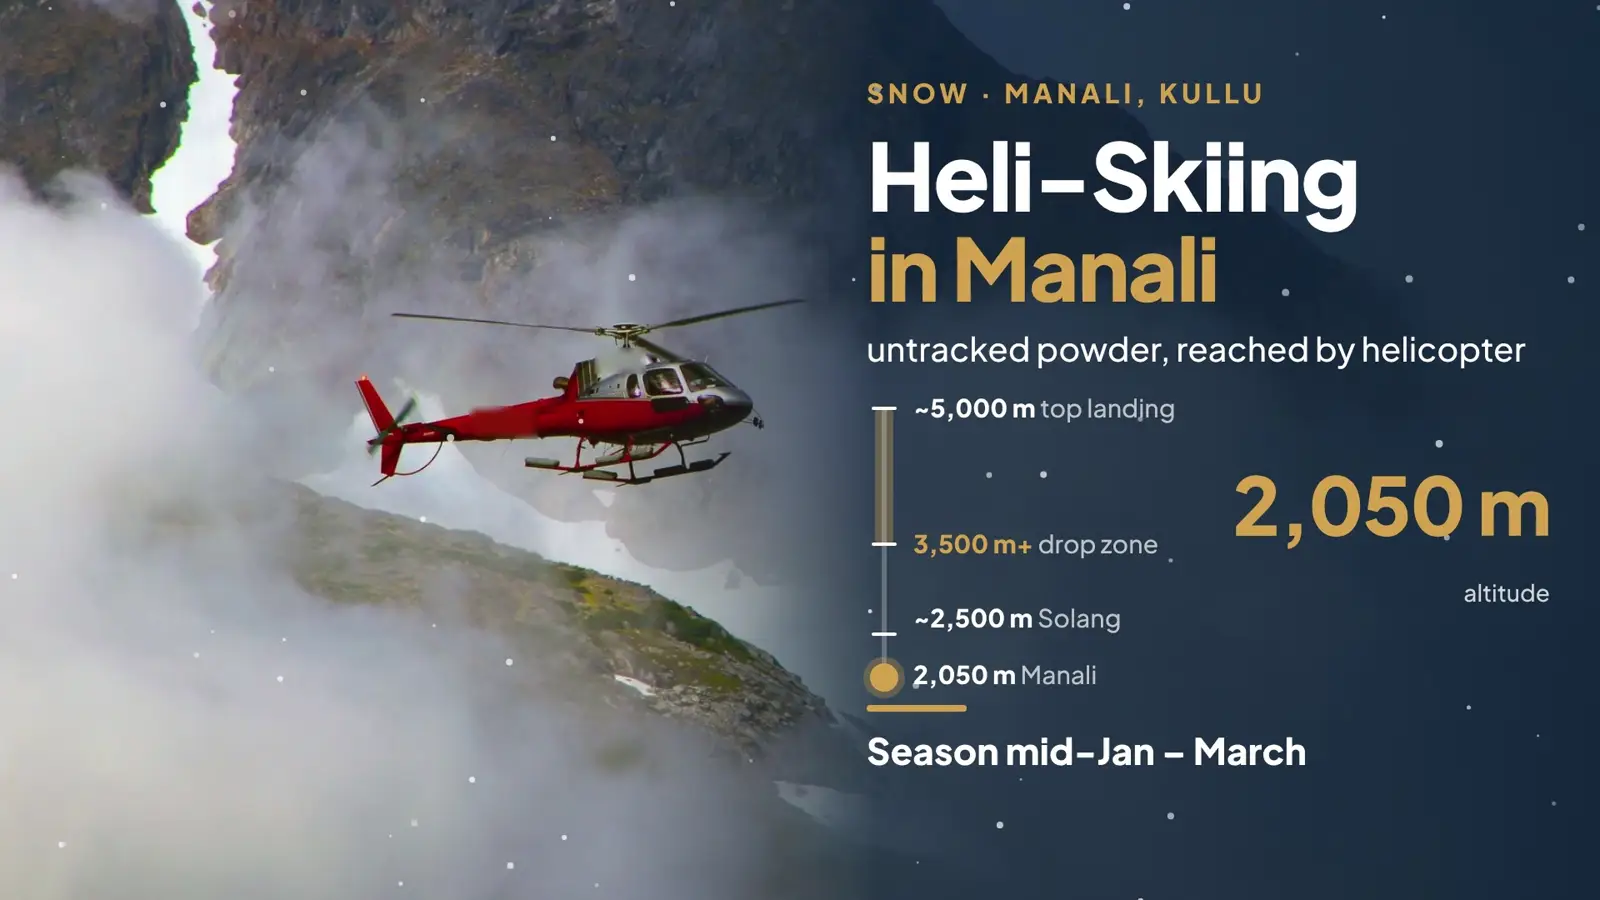 SNOW · MANALI, KULLU
Heli-Skiing
in Manali
untracked powder, reached by helicopter
~5,000 m top landing
3,500 m+ drop zone
2,050 m
altitude
~2,500 m Solang
2,050 m Manali
Season mid-Jan – March